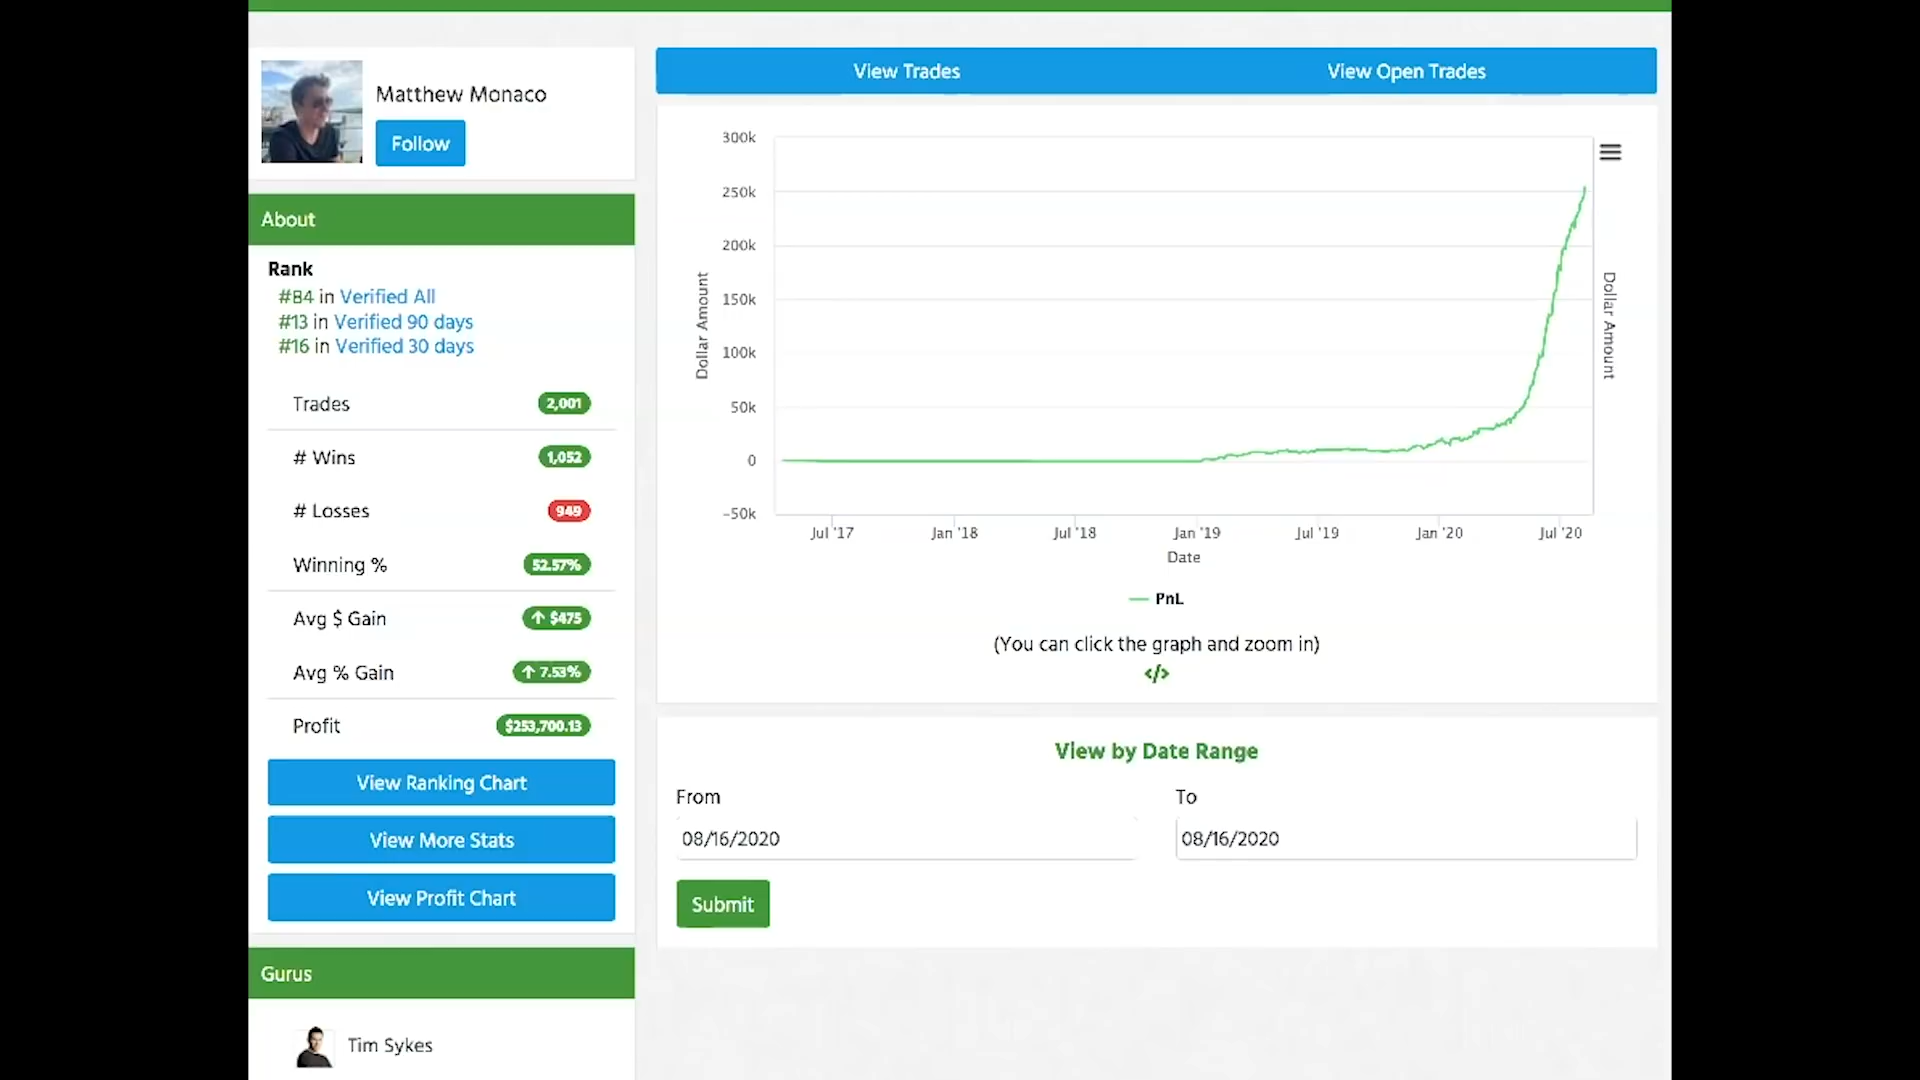 Matthew Monaco
Follow
View Trades
View Open Trades
About
Rank
#84 in Verified All
#13 in Verified 90 days
#16 in Verified 30 days
Trades 2,001
# Wins 1,052
# Losses 949
Winning % 52.57%
Avg $ Gain ↑ $475
Avg % Gain ↑ 7.53%
Profit $253,700.13
View Ranking Chart
View More Stats
View Profit Chart
Gurus
Tim Sykes
300k
250k
200k
150k
100k
50k
0
−50k
Dollar Amount
Dollar Amount
Jul '17
Jan '18
Jul '18
Jan '19
Jul '19
Jan '20
Jul '20
Date
PnL
(You can click the graph and zoom in)
</>
View by Date Range
From
To
08/16/2020
08/16/2020
Submit